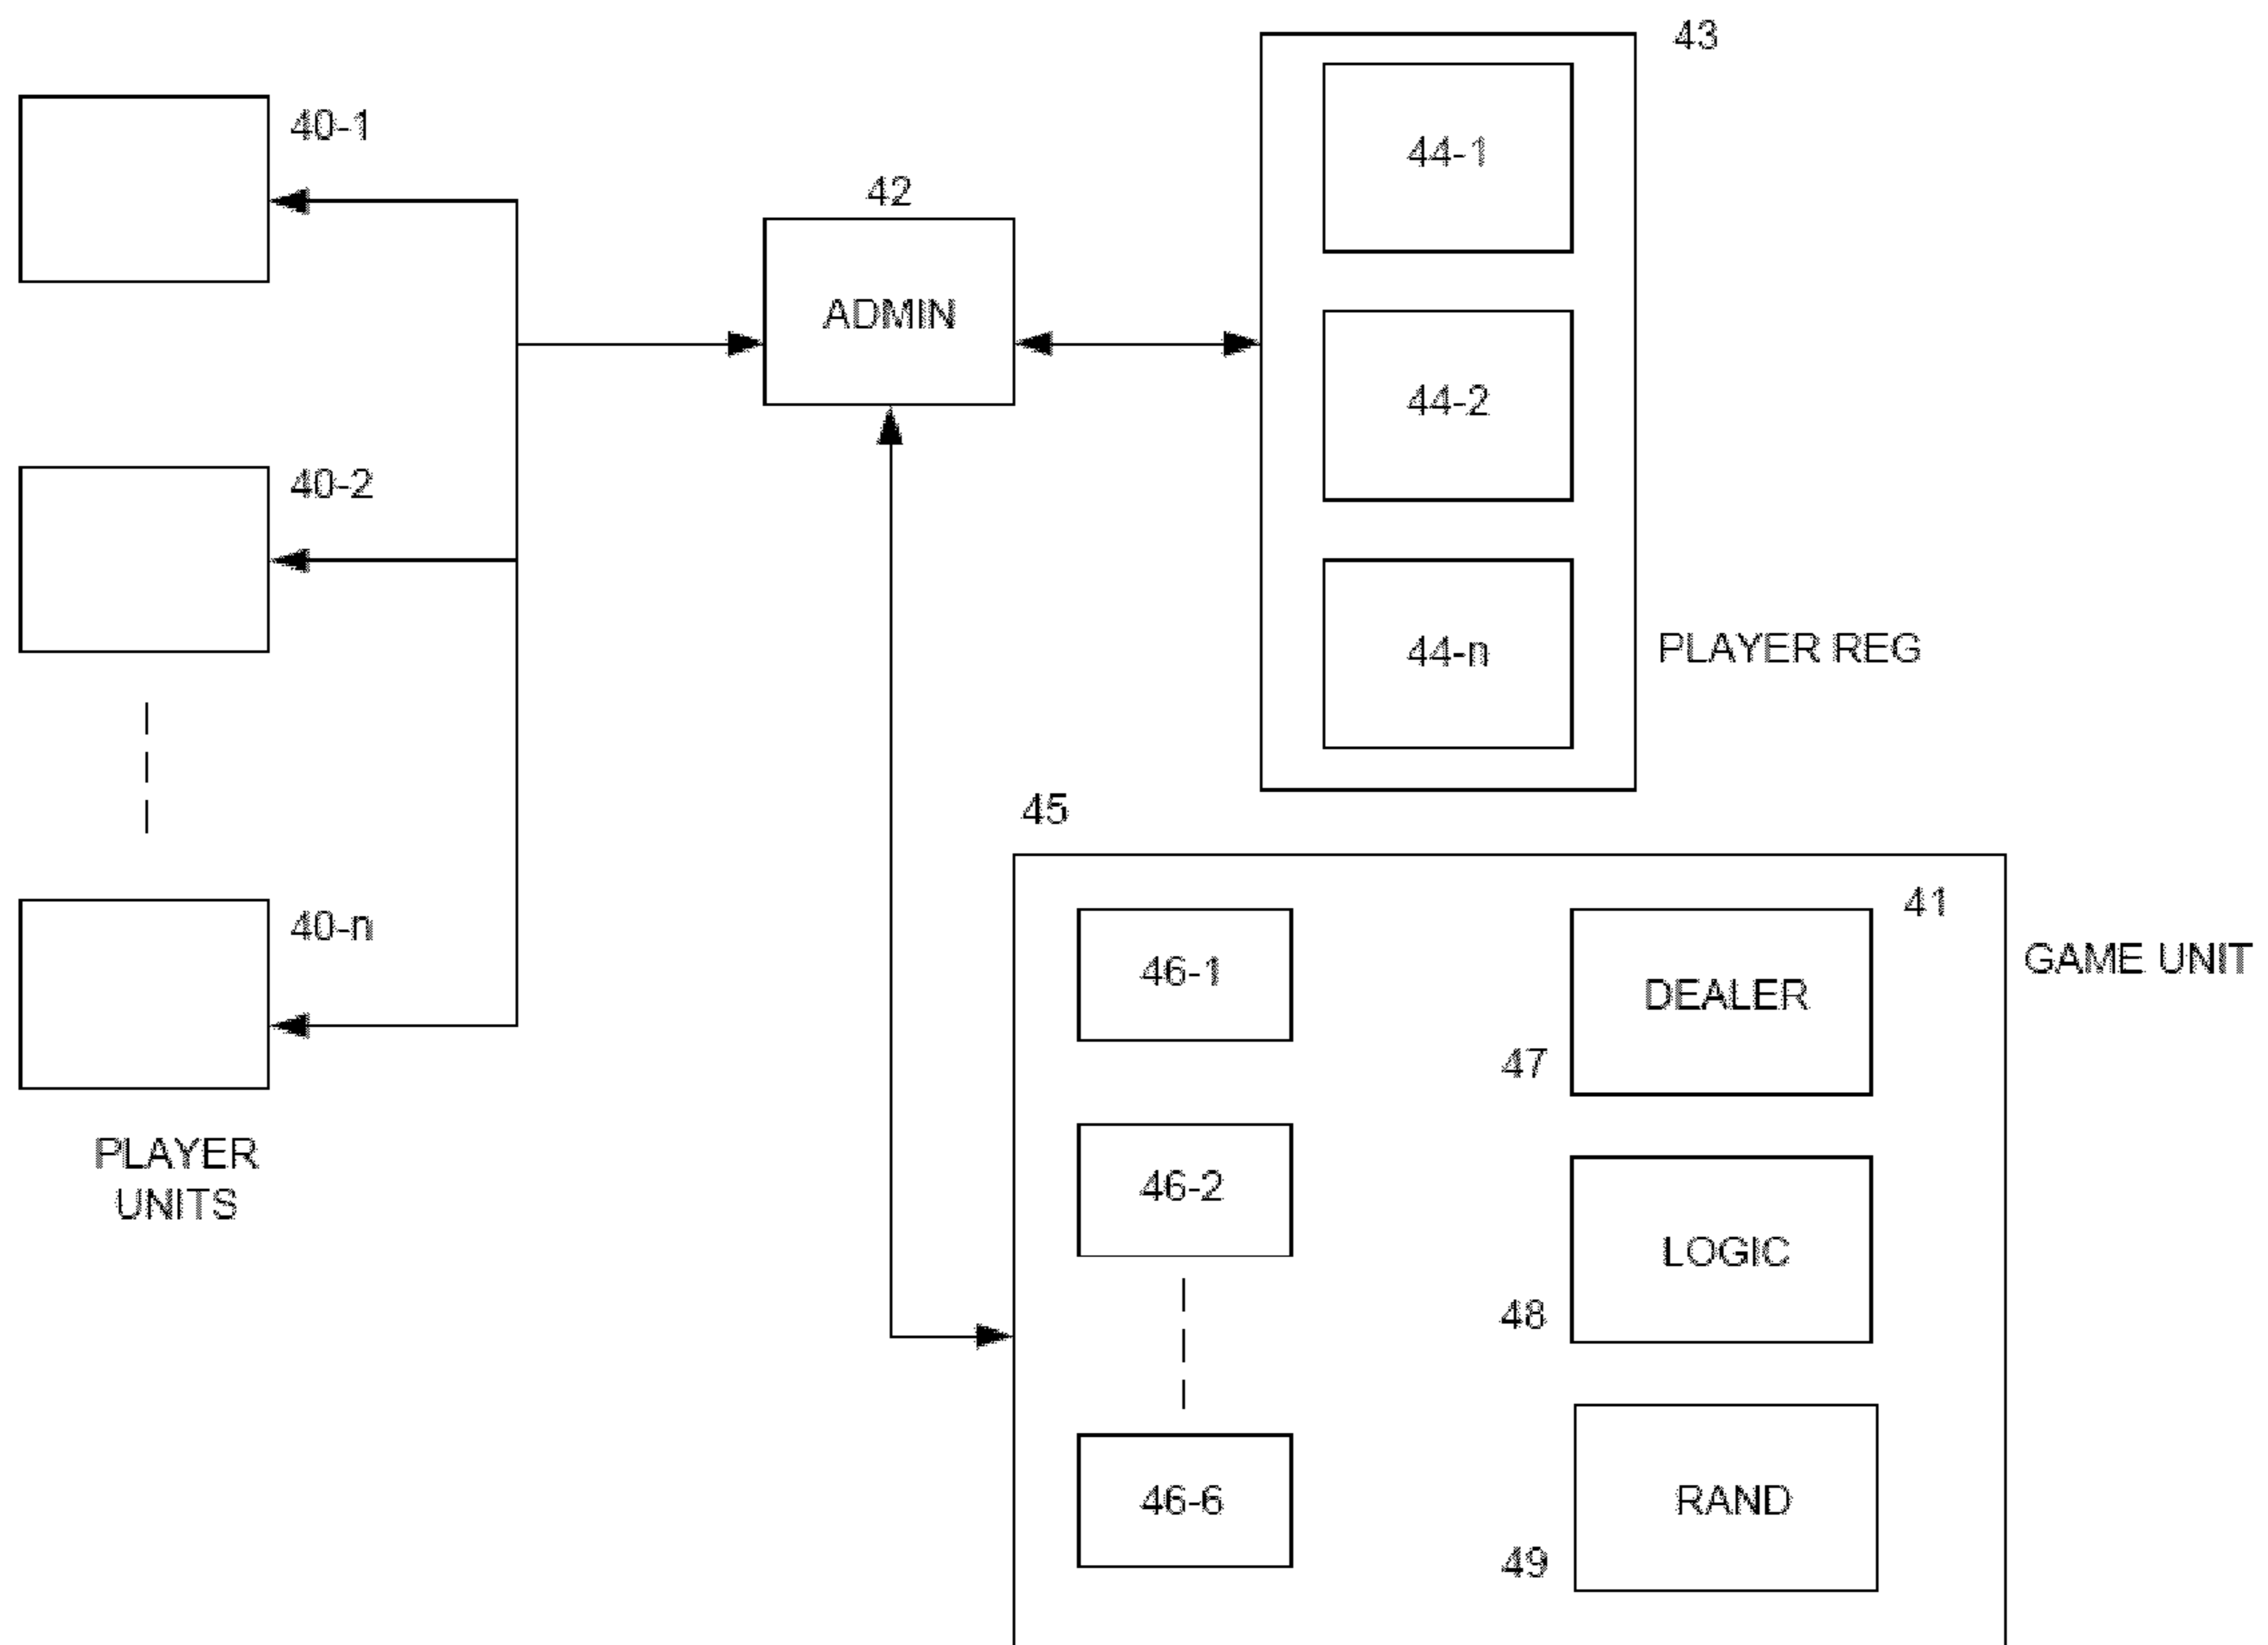 43
40-1
44-1
42
ADMIN
40-2
44-2
44-n
PLAYER REG
45
41
40-n
GAME UNIT
46-1
DEALER
47
PLAYER
UNITS
46-2
LOGIC
48
46-6
RAND
49